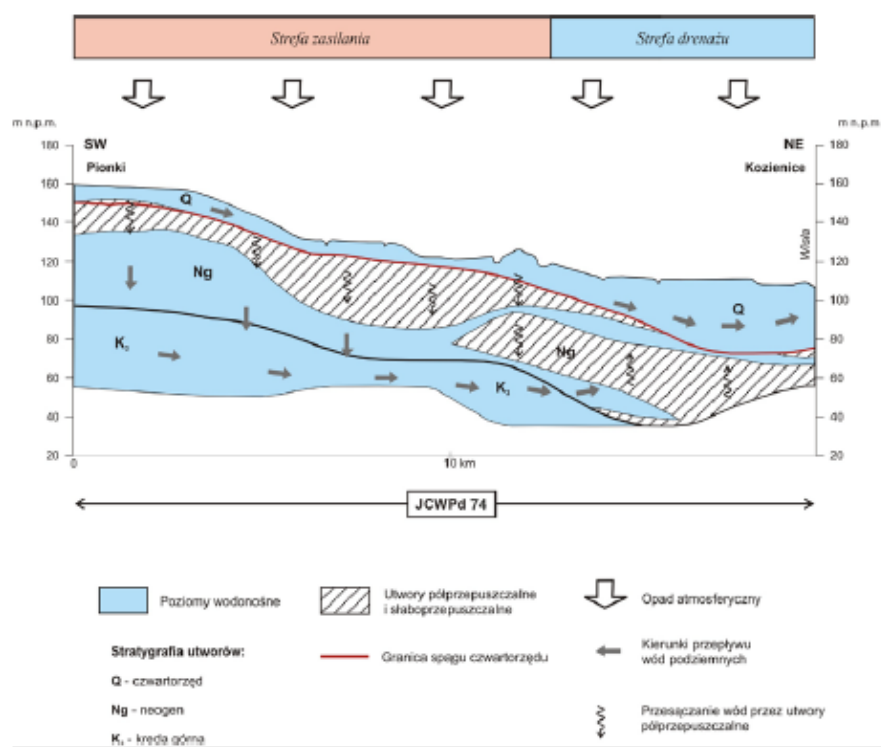 Strefa zasilania
Strefa drenażu
m n.p.m.
m n.p.m
180
SW
NE
180
Pionki
Kozienice
160
160
140
140
120
120
100
100
80
80
60
60
40
40
20
20
Q
Ng
K₃
Ng
K₃
Q
Wisła
0
10 km
JCWPd 74
Poziomy wodonośne
Utwory półprzepuszczalne
i słaboprzepuszczalne
Opad atmosferyczny
Stratygrafia utworów:
Granica spągu czwartorzędu
Kierunki przepływu
wód podziemnych
Q - czwartorzęd
Ng - neogen
Przesączanie wód przez utwory
półprzepuszczalne
K₃ - kreda górna